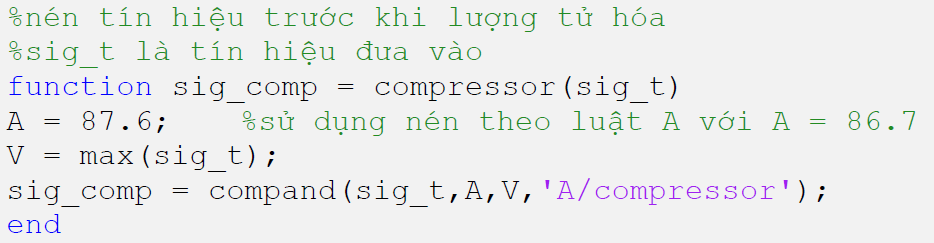 %nén tín hiệu trước khi lượng tử hóa
%sig_t là tín hiệu đưa vào
function sig_comp = compressor(sig_t)
A = 87.6;    %sử dụng nén theo luật A với A = 86.7
V = max(sig_t);
sig_comp = compand(sig_t,A,V,'A/compressor');
end